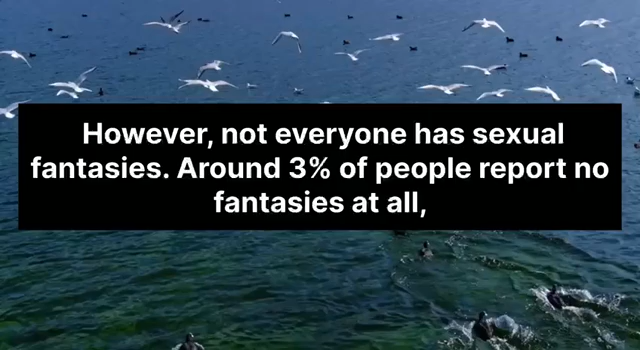 However, not everyone has sexual
fantasies. Around 3% of people report no
fantasies at all,